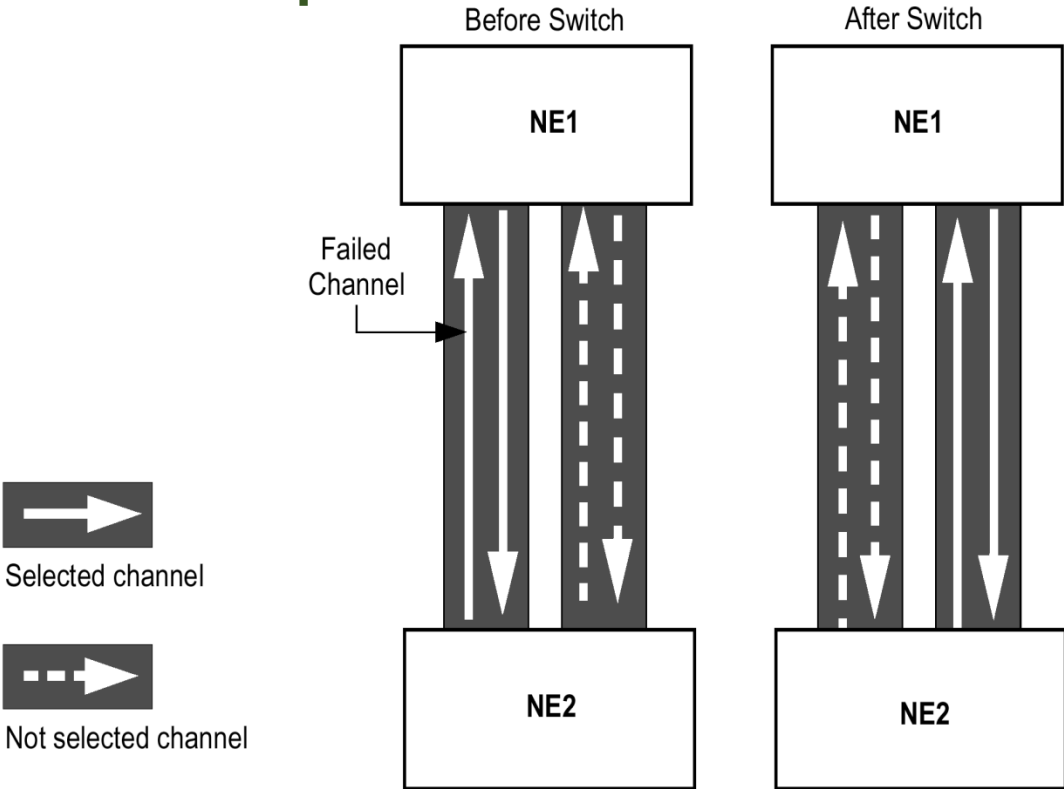 Before Switch
After Switch
NE1
NE1
Failed
Channel
Selected channel
Not selected channel
NE2
NE2